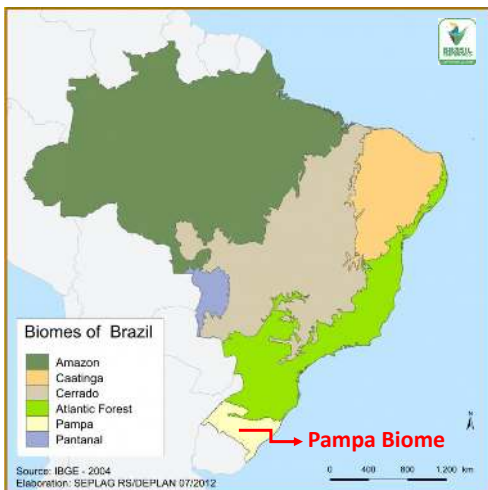 BRASIL
Biomes of Brazil
Amazon
Caatinga
Cerrado
Atlantic Forest
Pampa
Pantanal
Pampa Biome
N
Source: IBGE - 2004
Elaboration: SEPLAG RS/DEPLAN 07/2012
0 400 800 1.200 km